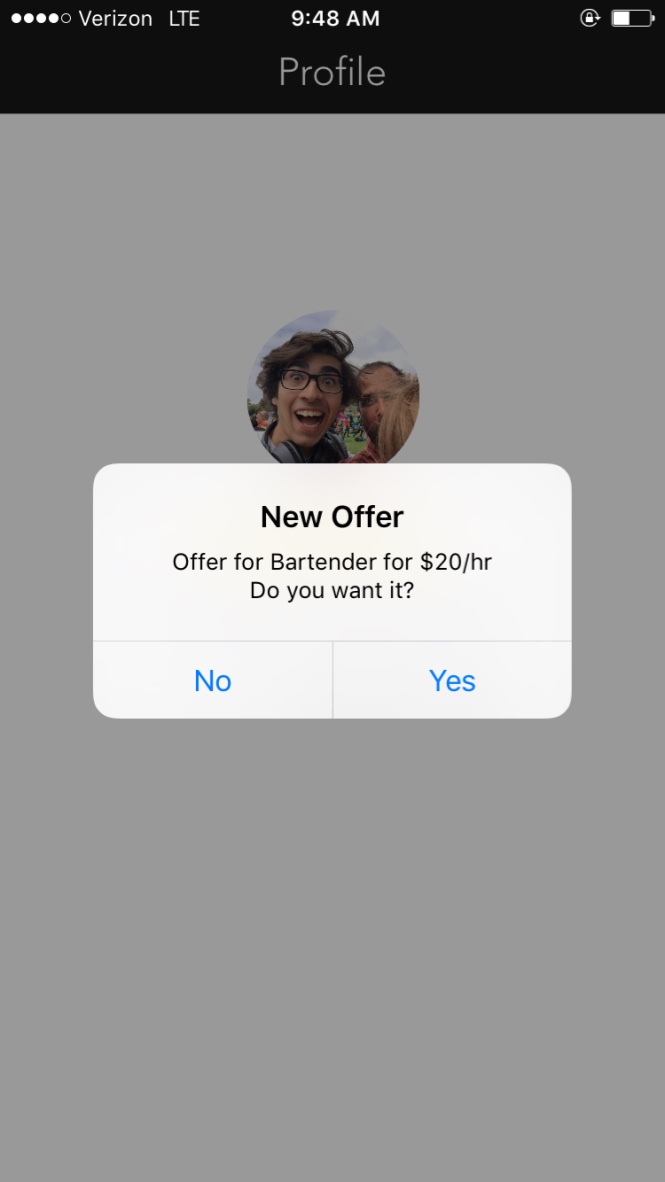 Verizon LTE 9:48 AM
Profile
New Offer
Offer for Bartender for $20/hr
Do you want it?
No Yes